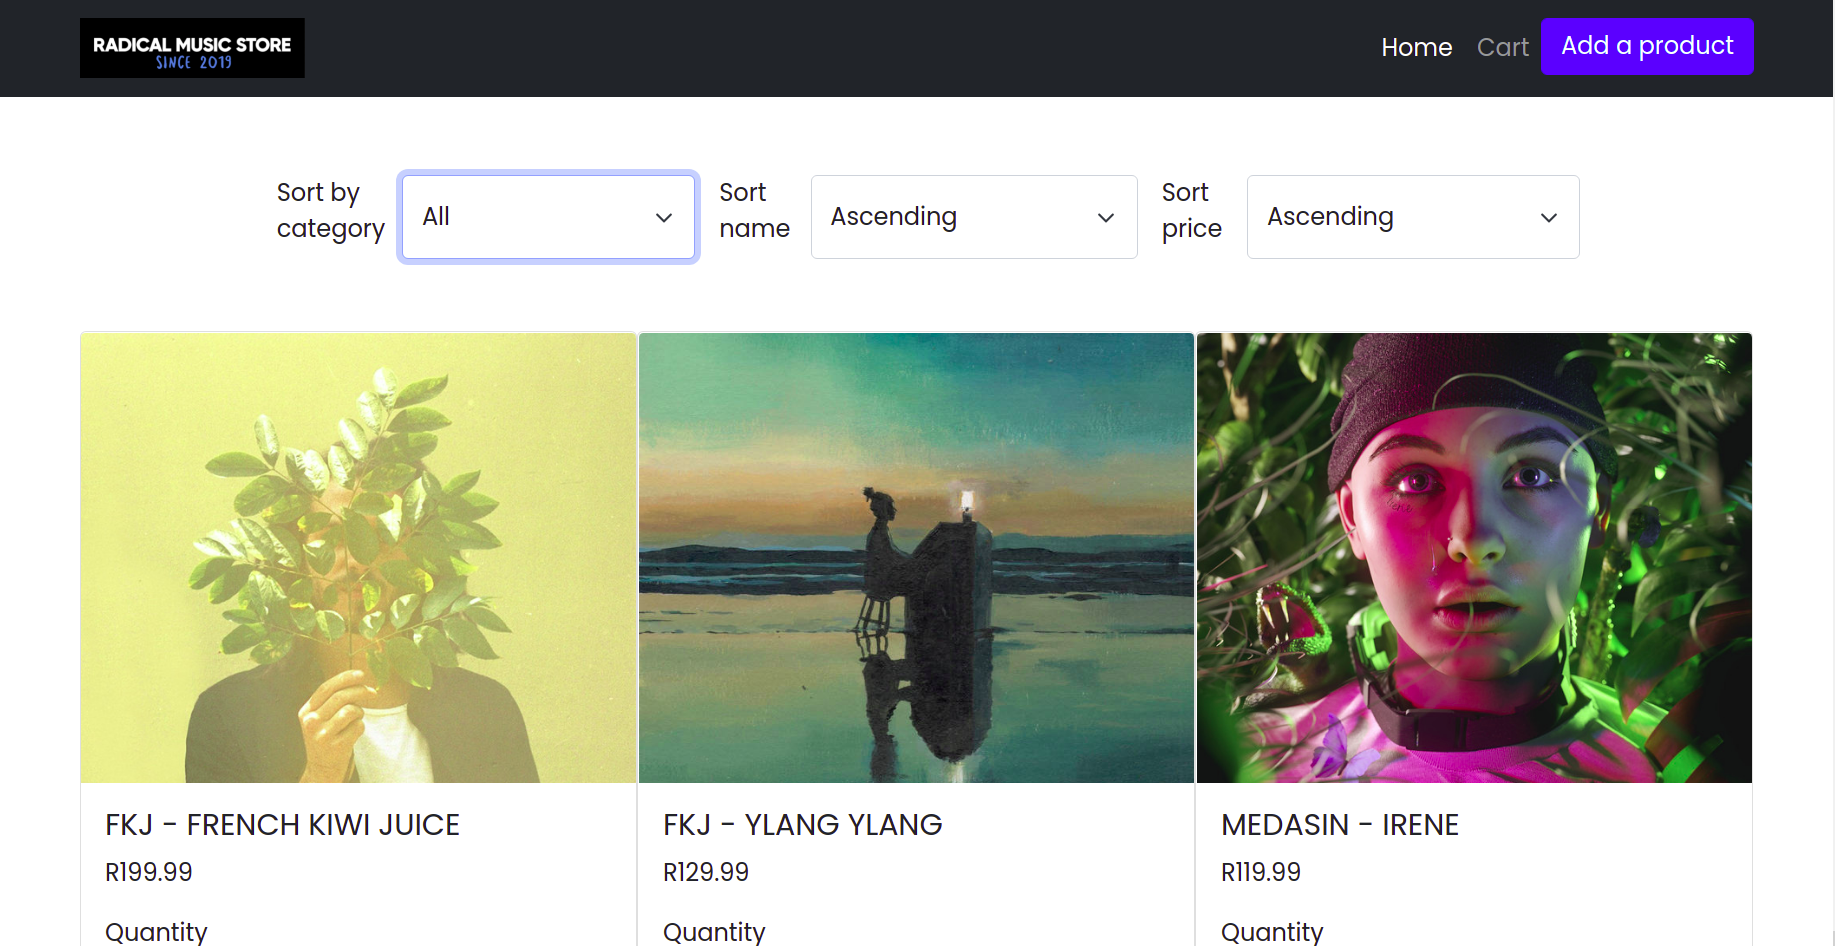 RADICAL MUSIC STORE
SINCE 2019
Home Cart Add a product
Sort by category
All
Sort name
Ascending
Sort price
Ascending
FKJ - FRENCH KIWI JUICE
R199.99
Quantity
FKJ - YLANG YLANG
R129.99
Quantity
MEDASIN - IRENE
R119.99
Quantity